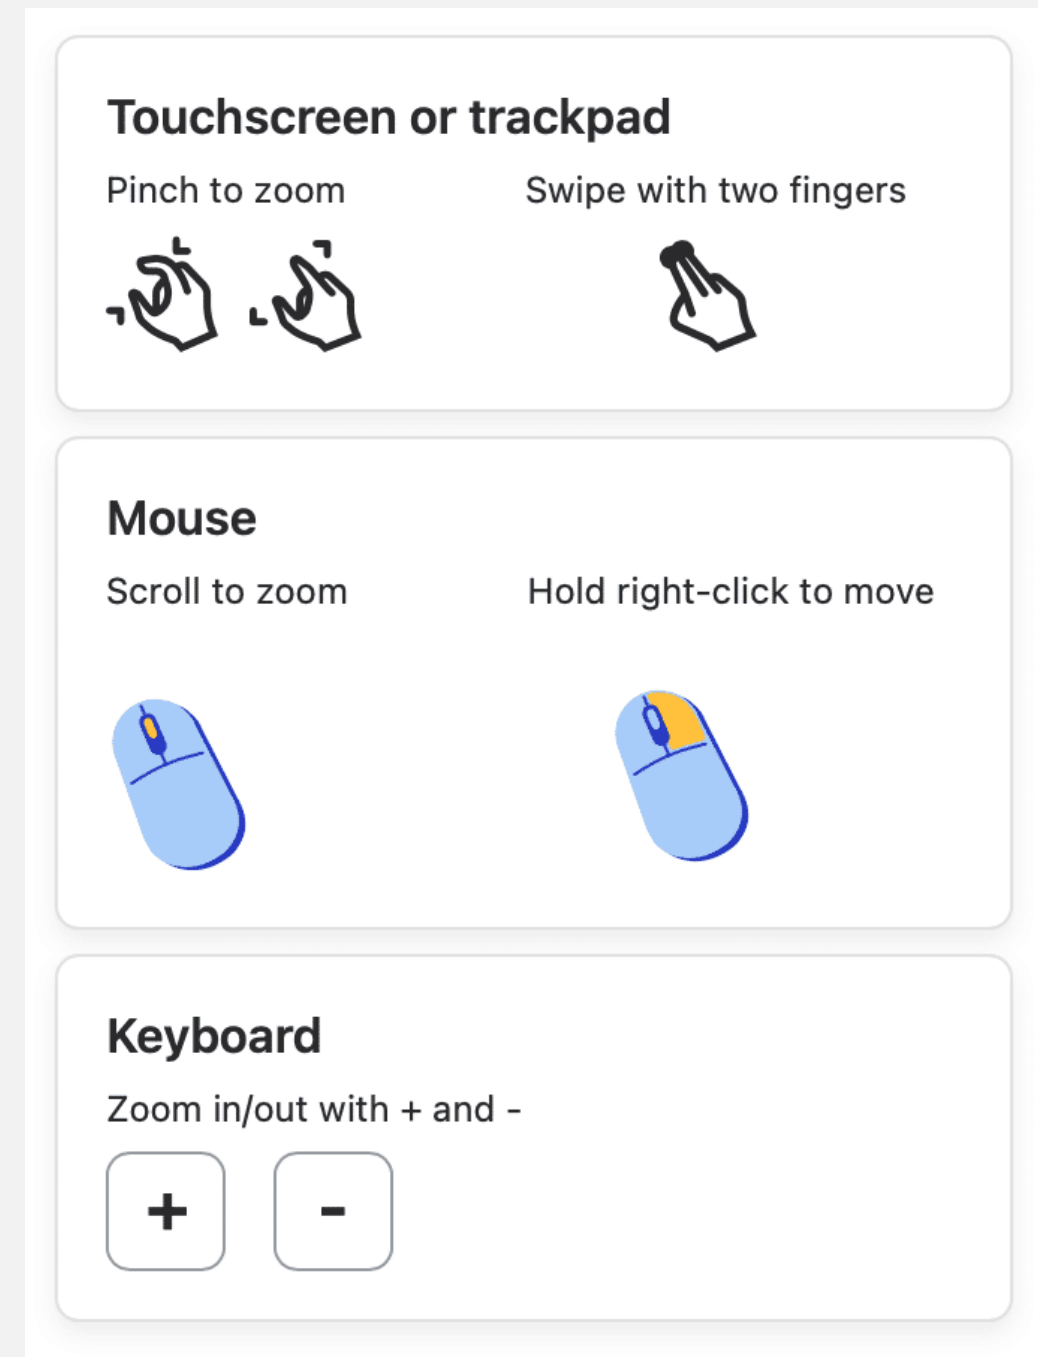 Touchscreen or trackpad
Pinch to zoom
Swipe with two fingers
Mouse
Scroll to zoom
Hold right-click to move
Keyboard
Zoom in/out with + and -
+
-